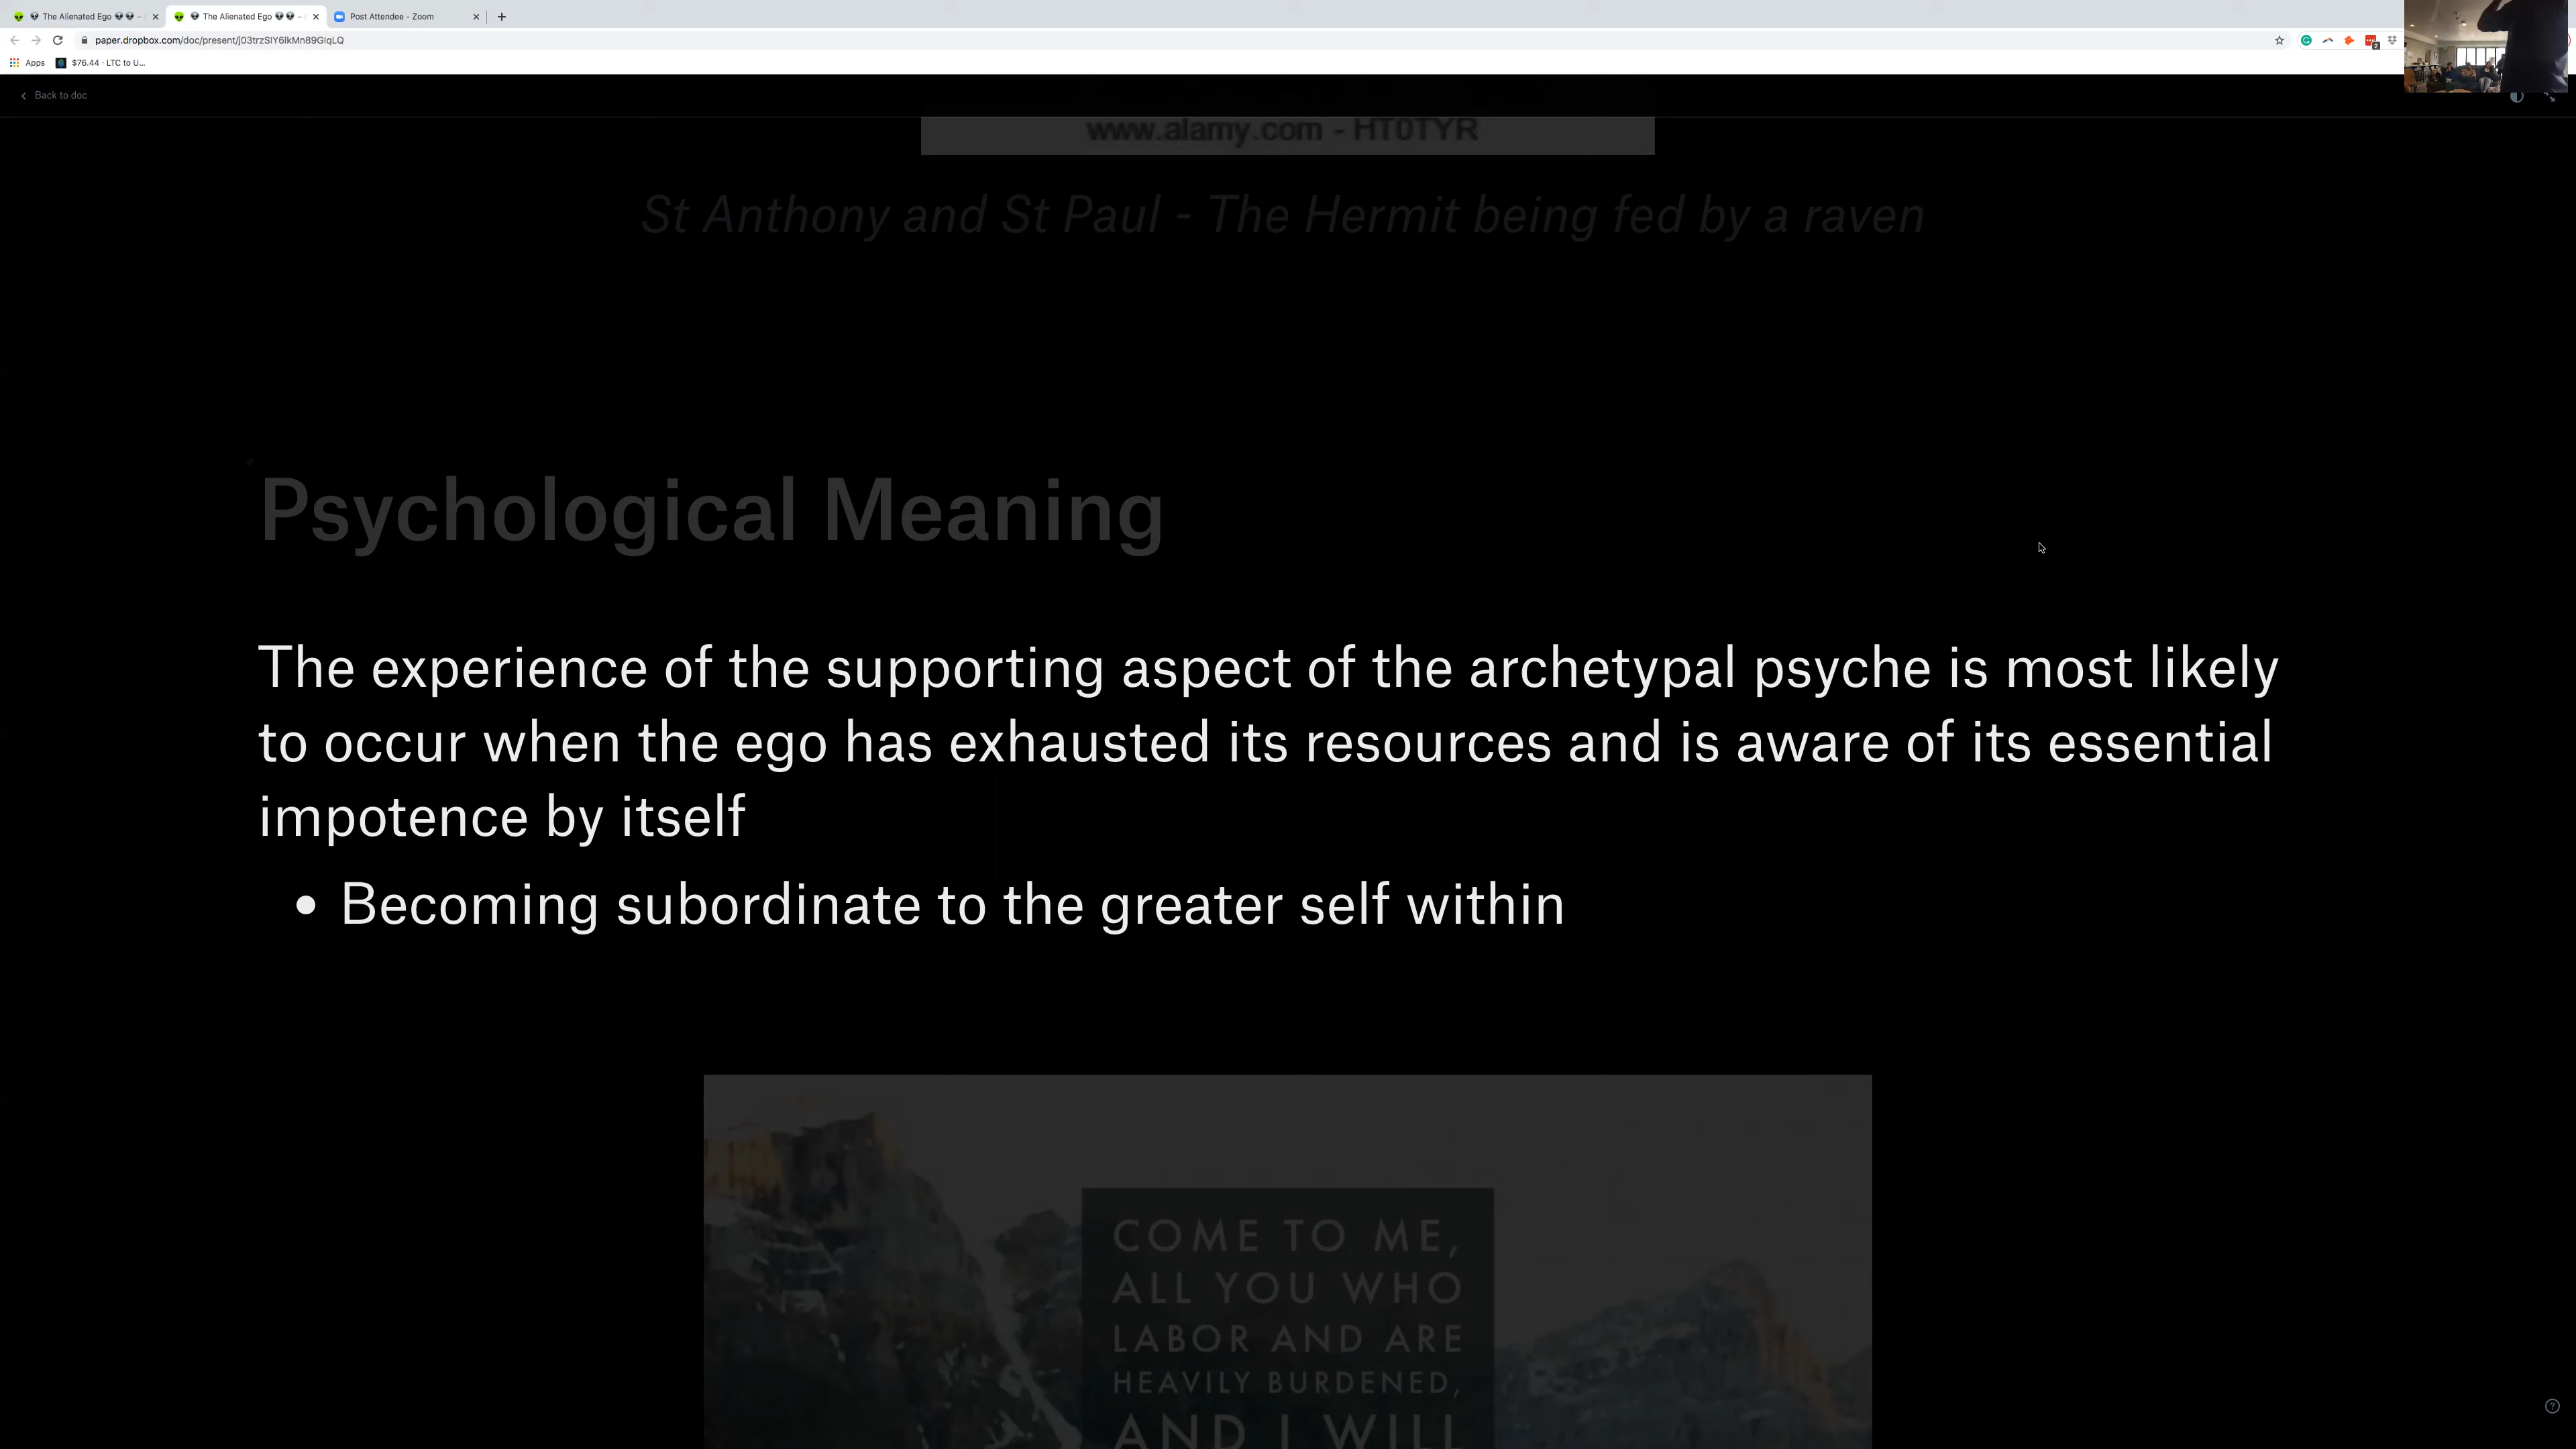 The Alienated Ego
The Alienated Ego
Post Attendee - Zoom
paper.dropbox.com/doc/present/j03trzSIY6lkMn89GIqLQ
Apps
$76.44 · LTC to U...
2
Back to doc
www.alamy.com - HT0TYR
St Anthony and St Paul - The Hermit being fed by a raven
Psychological Meaning
The experience of the supporting aspect of the archetypal psyche is most likely
to occur when the ego has exhausted its resources and is aware of its essential
impotence by itself
• Becoming subordinate to the greater self within
COME TO ME,
ALL YOU WHO
LABOR AND ARE
HEAVILY BURDENED,
AND I WILL